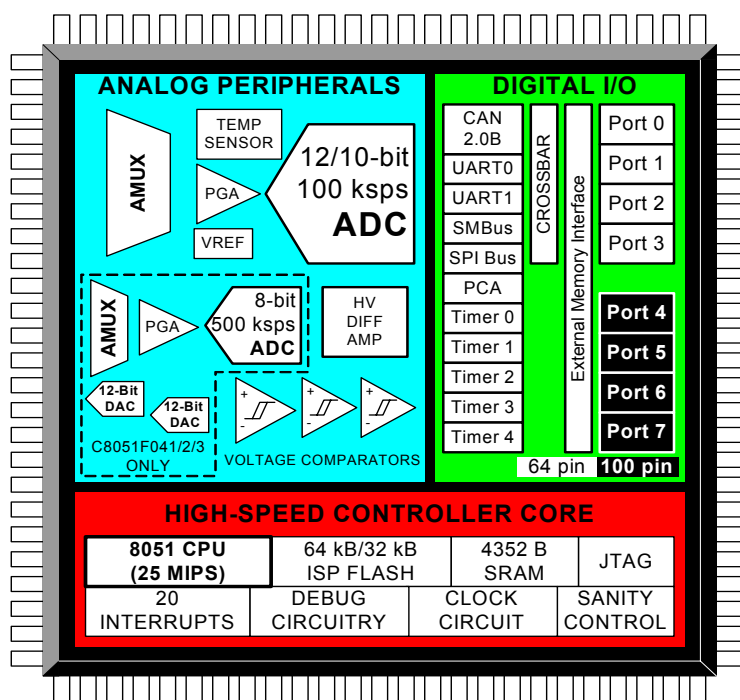 ANALOG PERIPHERALS
AMUX
TEMP
SENSOR
PGA
VREF
12/10-bit
100 ksps
ADC
AMUX
PGA
8-bit
500 ksps
ADC
HV
DIFF
AMP
12-Bit
DAC
12-Bit
DAC
C8051F041/2/3
ONLY
+
-
+
-
+
-
VOLTAGE COMPARATORS
DIGITAL I/O
CAN
2.0B
UART0
UART1
SMBus
SPI Bus
PCA
Timer 0
Timer 1
Timer 2
Timer 3
Timer 4
CROSSBAR
External Memory Interface
Port 0
Port 1
Port 2
Port 3
Port 4
Port 5
Port 6
Port 7
64 pin
100 pin
HIGH-SPEED CONTROLLER CORE
8051 CPU
(25 MIPS)
64 kB/32 kB
ISP FLASH
4352 B
SRAM
JTAG
20
INTERRUPTS
DEBUG
CIRCUITRY
CLOCK
CIRCUIT
SANITY
CONTROL